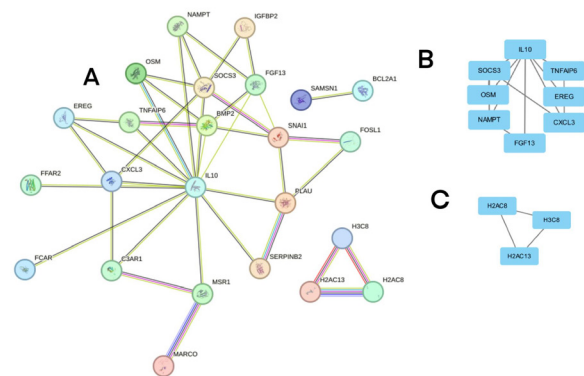 NAMPT
IGFBP2
A
OSM
SOCS3
FGF13
SAMSN1
BCL2A1
EREG
TNFAIP6
BMP2
SNAI1
FOSL1
FFAR2
CXCL3
IL10
PLAU
H3C8
FCAR
C3AR1
SERPINB2
MSR1
H2AC13
H2AC8
MARCO
B
IL10
SOCS3
TNFAIP6
OSM
EREG
NAMPT
CXCL3
FGF13
C
H2AC8
H3C8
H2AC13